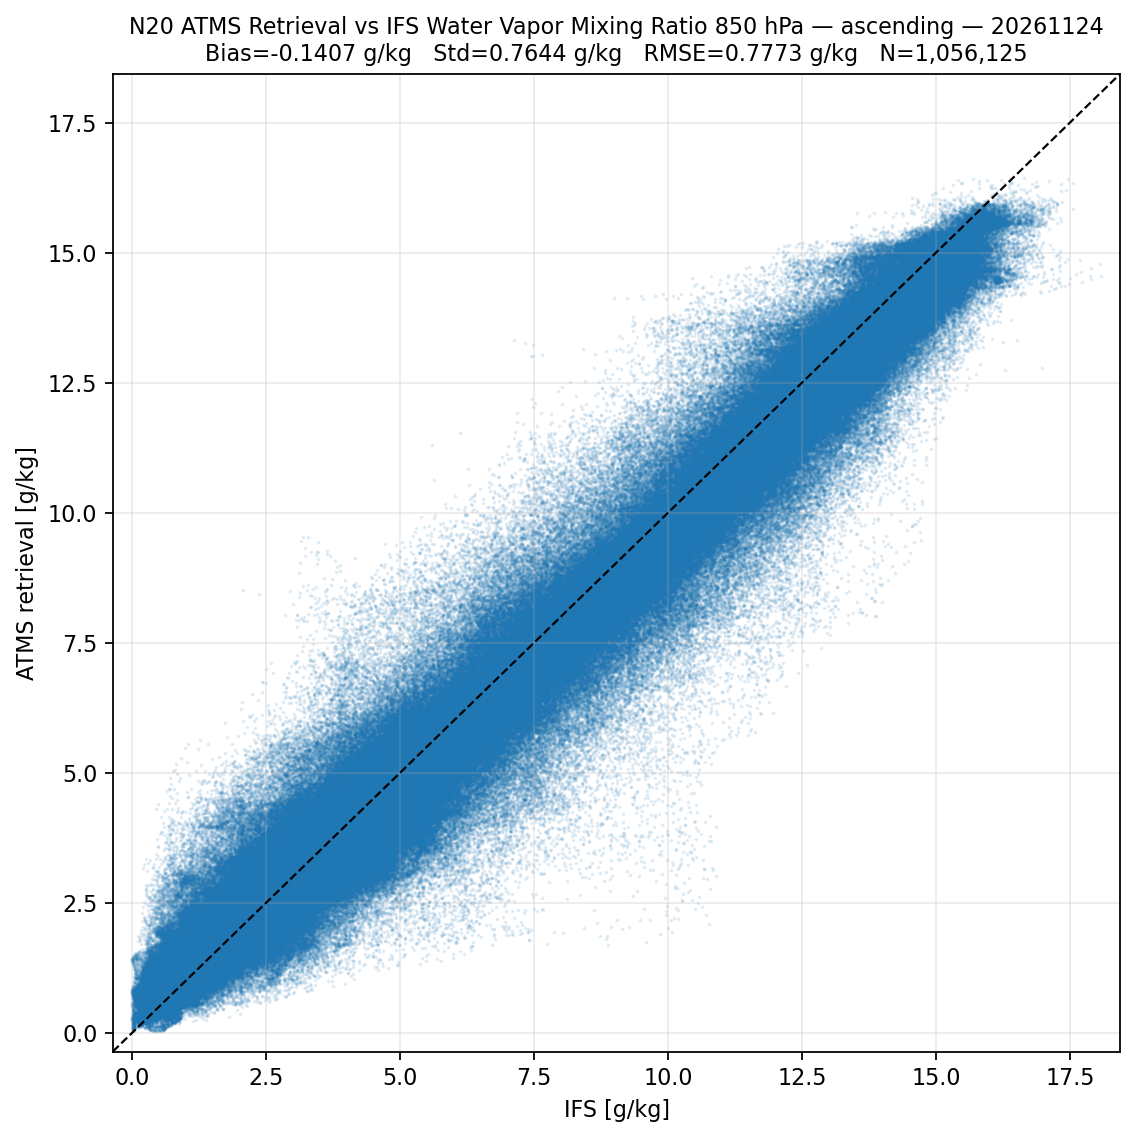 N20 ATMS Retrieval vs IFS Water Vapor Mixing Ratio 850 hPa — ascending — 20261124
Bias=-0.1407 g/kg   Std=0.7644 g/kg   RMSE=0.7773 g/kg   N=1,056,125
17.5
15.0
12.5
10.0
7.5
5.0
2.5
0.0
ATMS retrieval [g/kg]
0.0 2.5 5.0 7.5 10.0 12.5 15.0 17.5
IFS [g/kg]